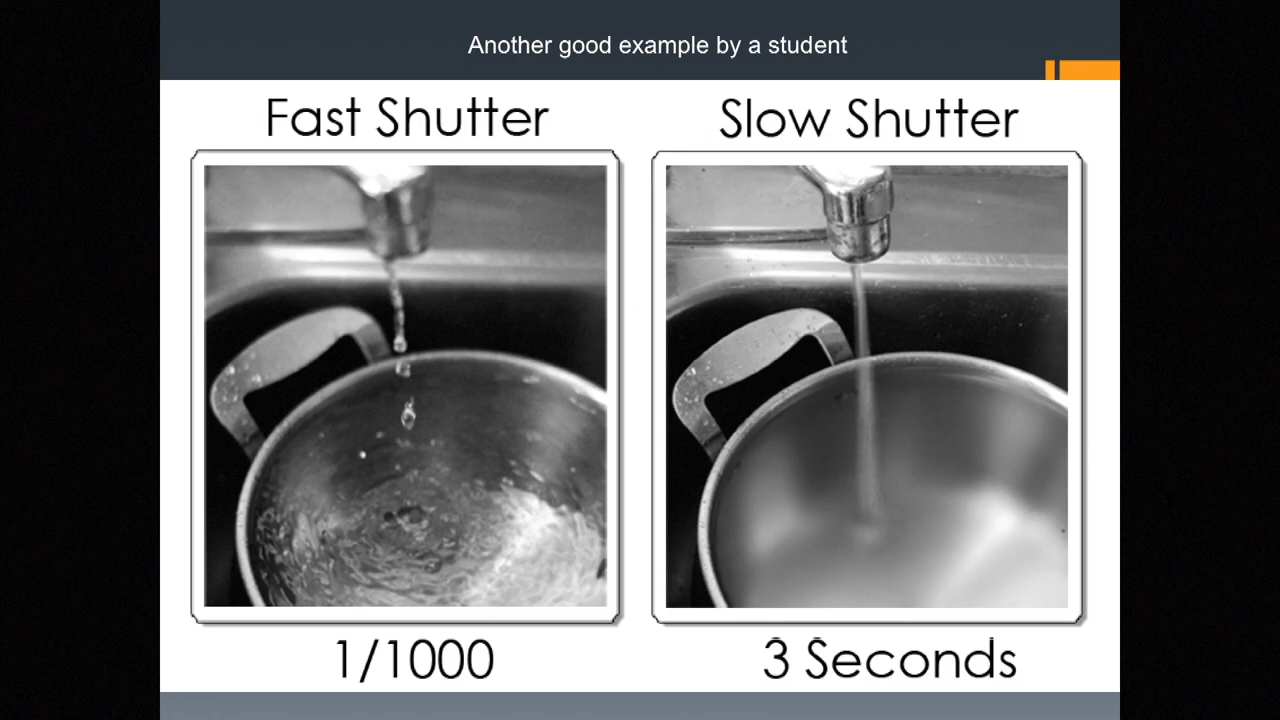 Another good example by a student
Fast Shutter
Slow Shutter
1/1000
3 Seconds